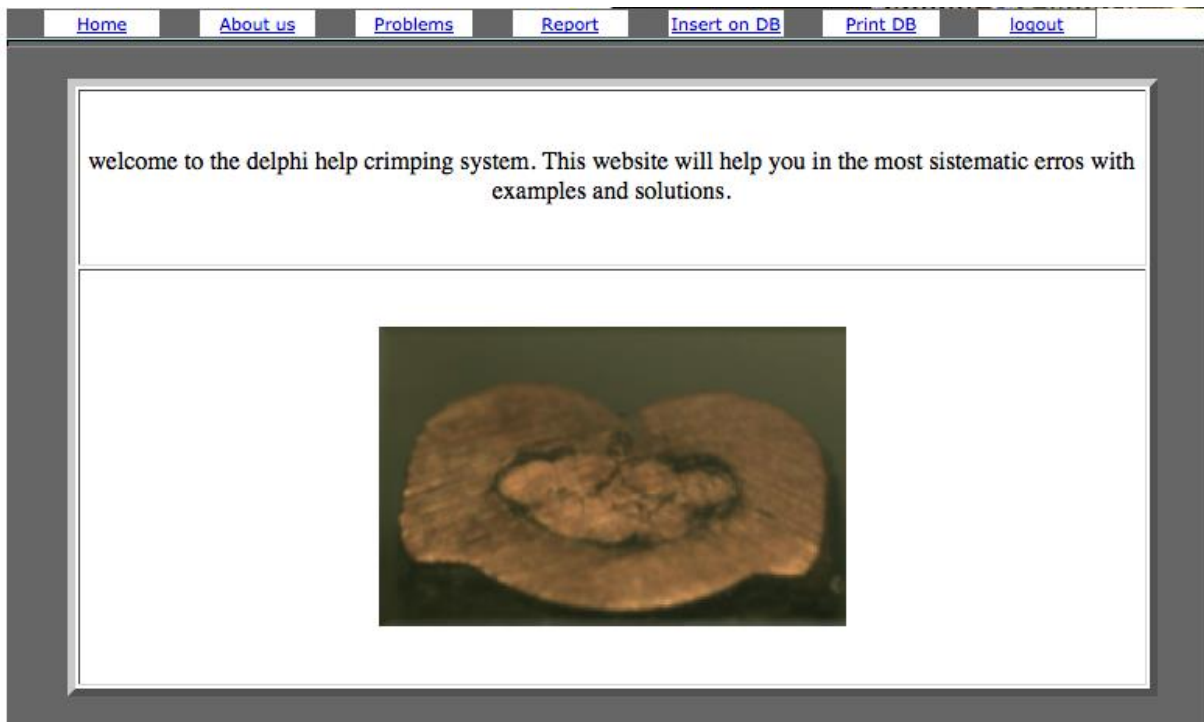 Home About us Problems Report Insert on DB Print DB logout
welcome to the delphi help crimping system. This website will help you in the most sistematic erros with
examples and solutions.